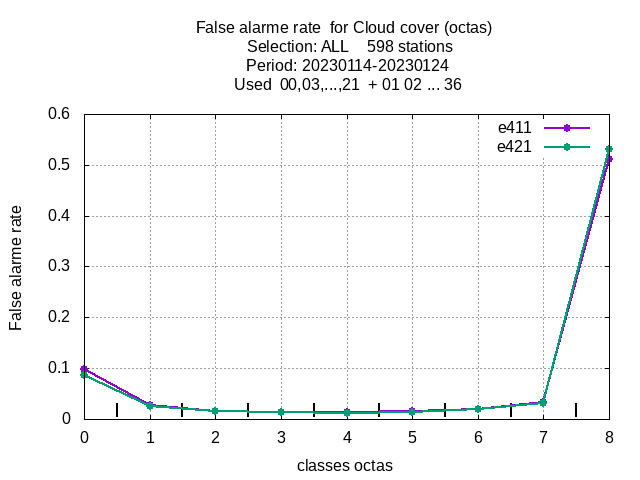 False alarme rate  for Cloud cover (octas)
Selection: ALL    598 stations
Period: 20230114-20230124
Used  00,03,...,21  + 01 02 ... 36
e411
e421
0.6
0.5
0.4
0.3
0.2
0.1
0
False alarme rate
0 1 2 3 4 5 6 7 8
classes octas